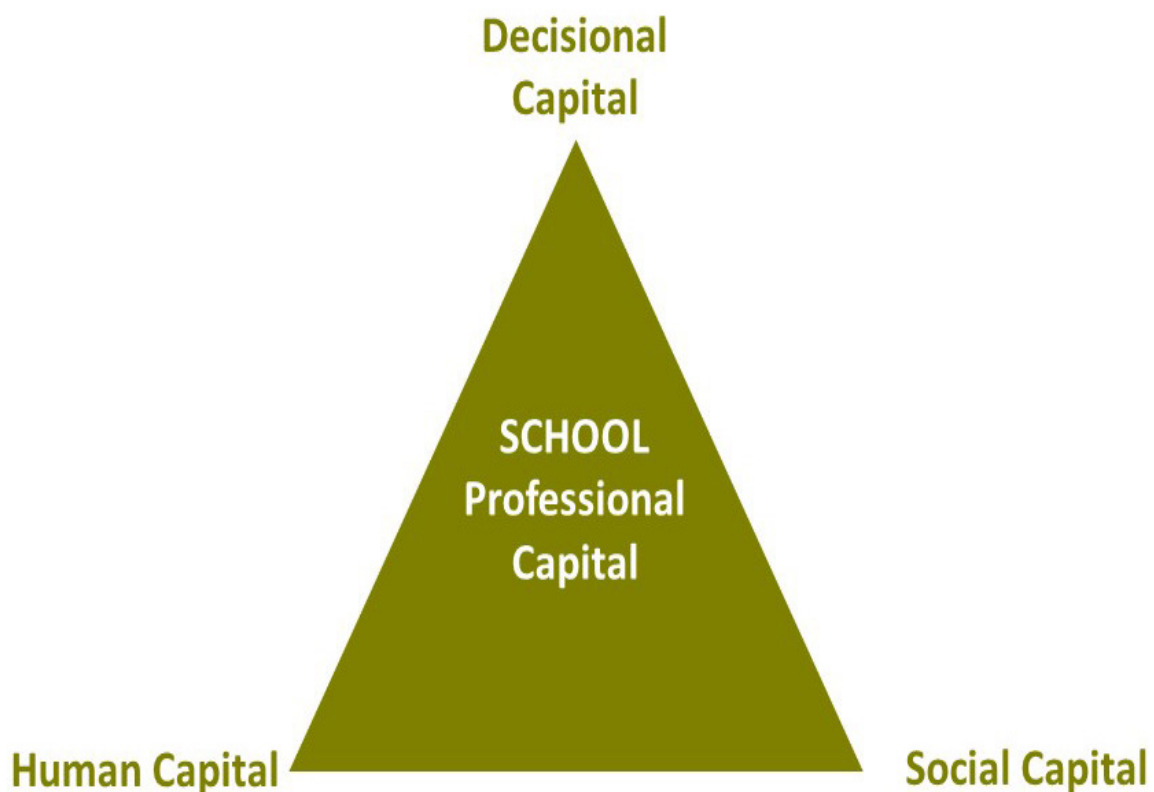 Decisional
Capital
SCHOOL
Professional
Capital
Human Capital
Social Capital